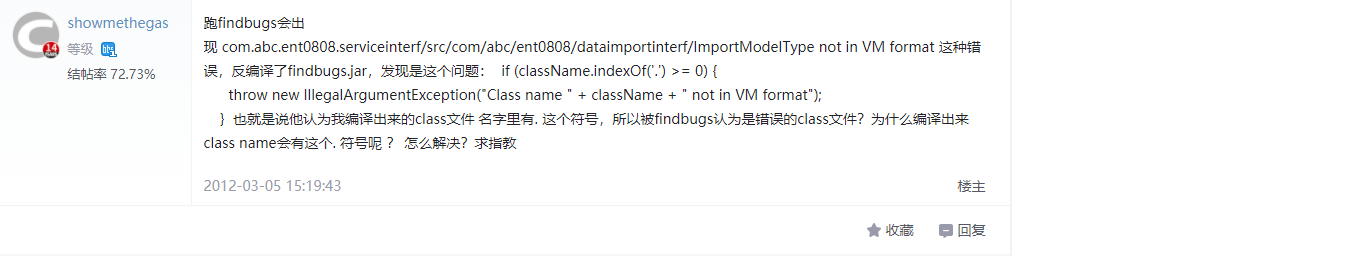 showmethegas
等级
结帖率 72.73%
跑findbugs会出
现 com.abc.ent0808.serviceinterf/src/com/abc/ent0808/dataimportinterf/ImportModelType not in VM format 这种错
误，反编译了findbugs.jar，发现是这个问题： if (className.indexOf('.') >= 0) {
throw new IllegalArgumentException("Class name " + className + " not in VM format");
} 也就是说他认为我编译出来的class文件 名字里有. 这个符号，所以被findbugs认为是错误的class文件？为什么编译出来
class name会有这个. 符号呢 ？ 怎么解决？求指教
2012-03-05 15:19:43
楼主
收藏
回复